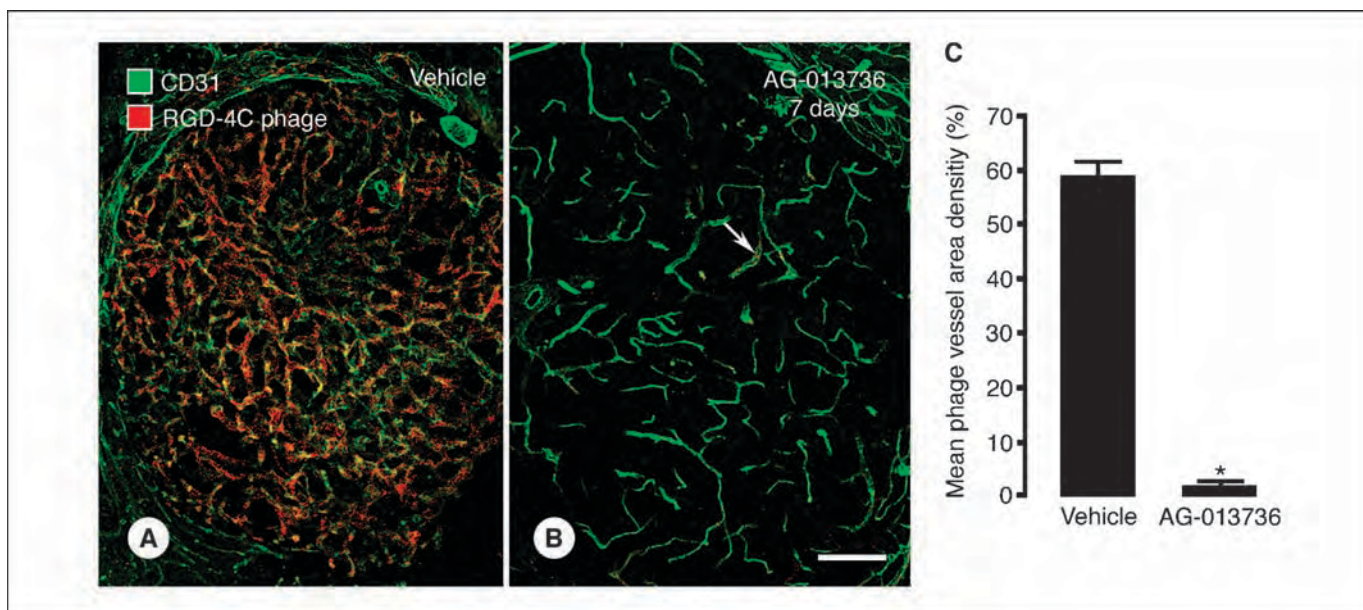 CD31
RGD-4C phage
Vehicle
A
AG-013736
7 days
B
C
Mean phage vessel area densitiy (%)
70
60
50
40
30
20
10
0
*
Vehicle
AG-013736